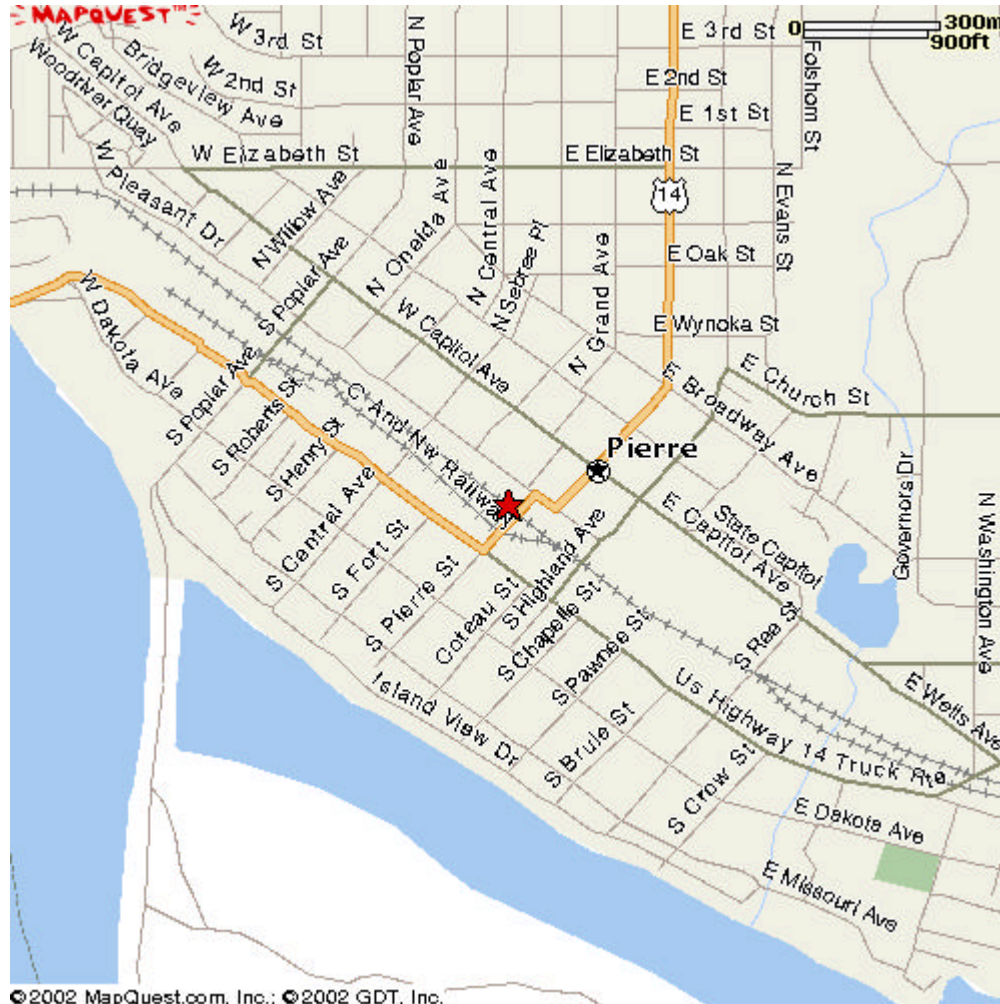 MAPQUEST™
W 3rd St
N Poplar Ave
E 3rd St
0 300m
900ft
W Capitol Ave
Bridgeview Ave
Woodriver Quay
W 2nd St
E 2nd St
Folshom St
E 1st St
W Elizabeth St
E Elizabeth St
W Pleasant Dr
N Willow Ave
N Oneida Ave
N Central Ave
14
N Evans St
S Poplar Ave
N Sebree Pl
N Grand Ave
E Oak St
W Dakota Ave
W Capitol Ave
E Wynoka St
S Poplar Ave
S Roberts St
C And Nw Railway
E Broadway Ave
E Church St
S Henry St
Pierre
S Central Ave
S Fort St
S Highland Ave
E Capitol Ave
State Capitol
Governors Dr
N Washington Ave
S Pierre St
Coteau St
S Chapelle St
S Pawnee St
S Ree St
Island View Dr
Us Highway 14 Truck Rte
E Wells Ave
S Brule St
S Crow St
E Dakota Ave
E Missouri Ave
©2002 MapQuest.com, Inc.; ©2002 GDT, Inc.